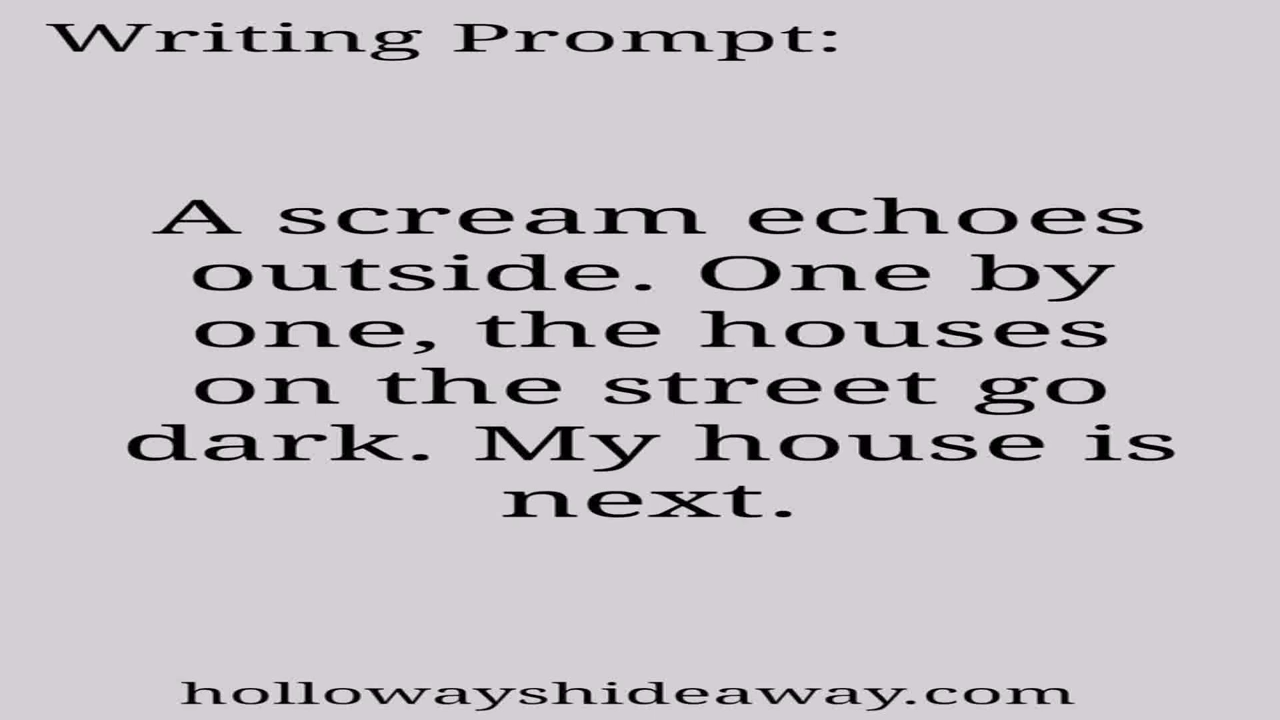 Writing Prompt:
A scream echoes
outside. One by
one, the houses
on the street go
dark. My house is
next.
hollowayshideaway.com